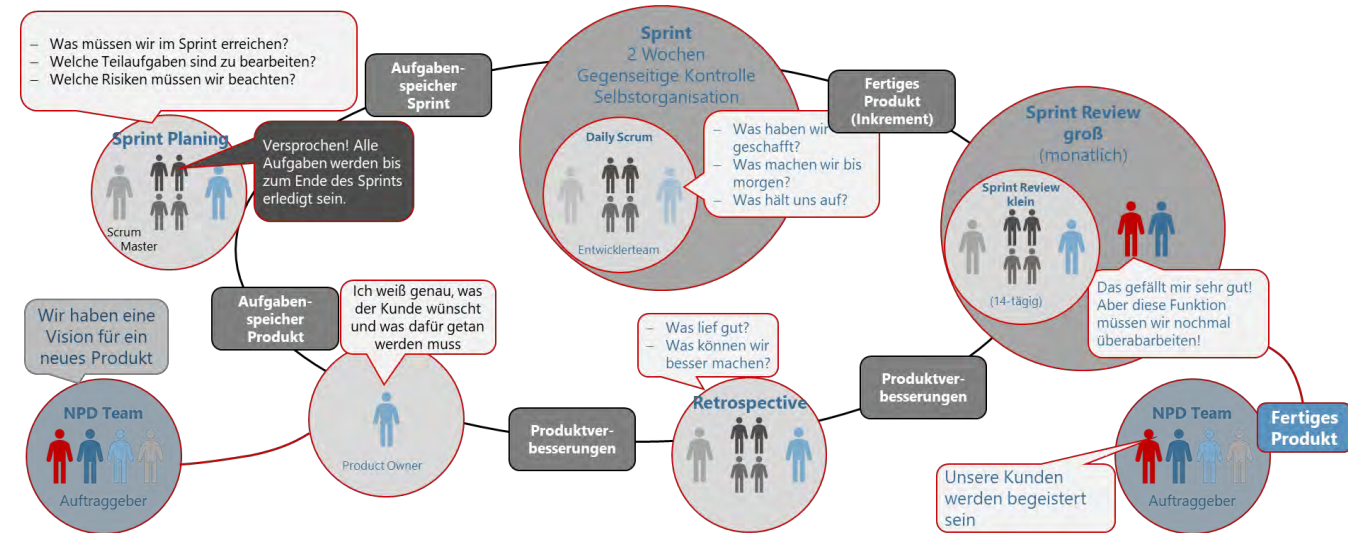 – Was müssen wir im Sprint erreichen?
– Welche Teilaufgaben sind zu bearbeiten?
– Welche Risiken müssen wir beachten?
Sprint Planing
Scrum
Master
Versprochen! Alle
Aufgaben werden bis
zum Ende des Sprints
erledigt sein.
Aufgaben-
speicher
Sprint
Sprint
2 Wochen
Gegenseitige Kontrolle
Selbstorganisation
Daily Scrum
Entwicklerteam
– Was haben wir
geschafft?
– Was machen wir bis
morgen?
– Was hält uns auf?
Fertiges
Produkt
(Inkrement)
Sprint Review
groß
(monatlich)
Sprint Review
klein
(14-tägig)
Das gefällt mir sehr gut!
Aber diese Funktion
müssen wir nochmal
überabarbeiten!
Wir haben eine
Vision für ein
neues Produkt
NPD Team
Auftraggeber
Aufgaben-
speicher
Produkt
Ich weiß genau, was
der Kunde wünscht
und was dafür getan
werden muss
Product Owner
Produktver-
besserungen
– Was lief gut?
– Was können wir
besser machen?
Retrospective
Produktver-
besserungen
NPD Team
Auftraggeber
Unsere Kunden
werden begeistert
sein
Fertiges
Produkt